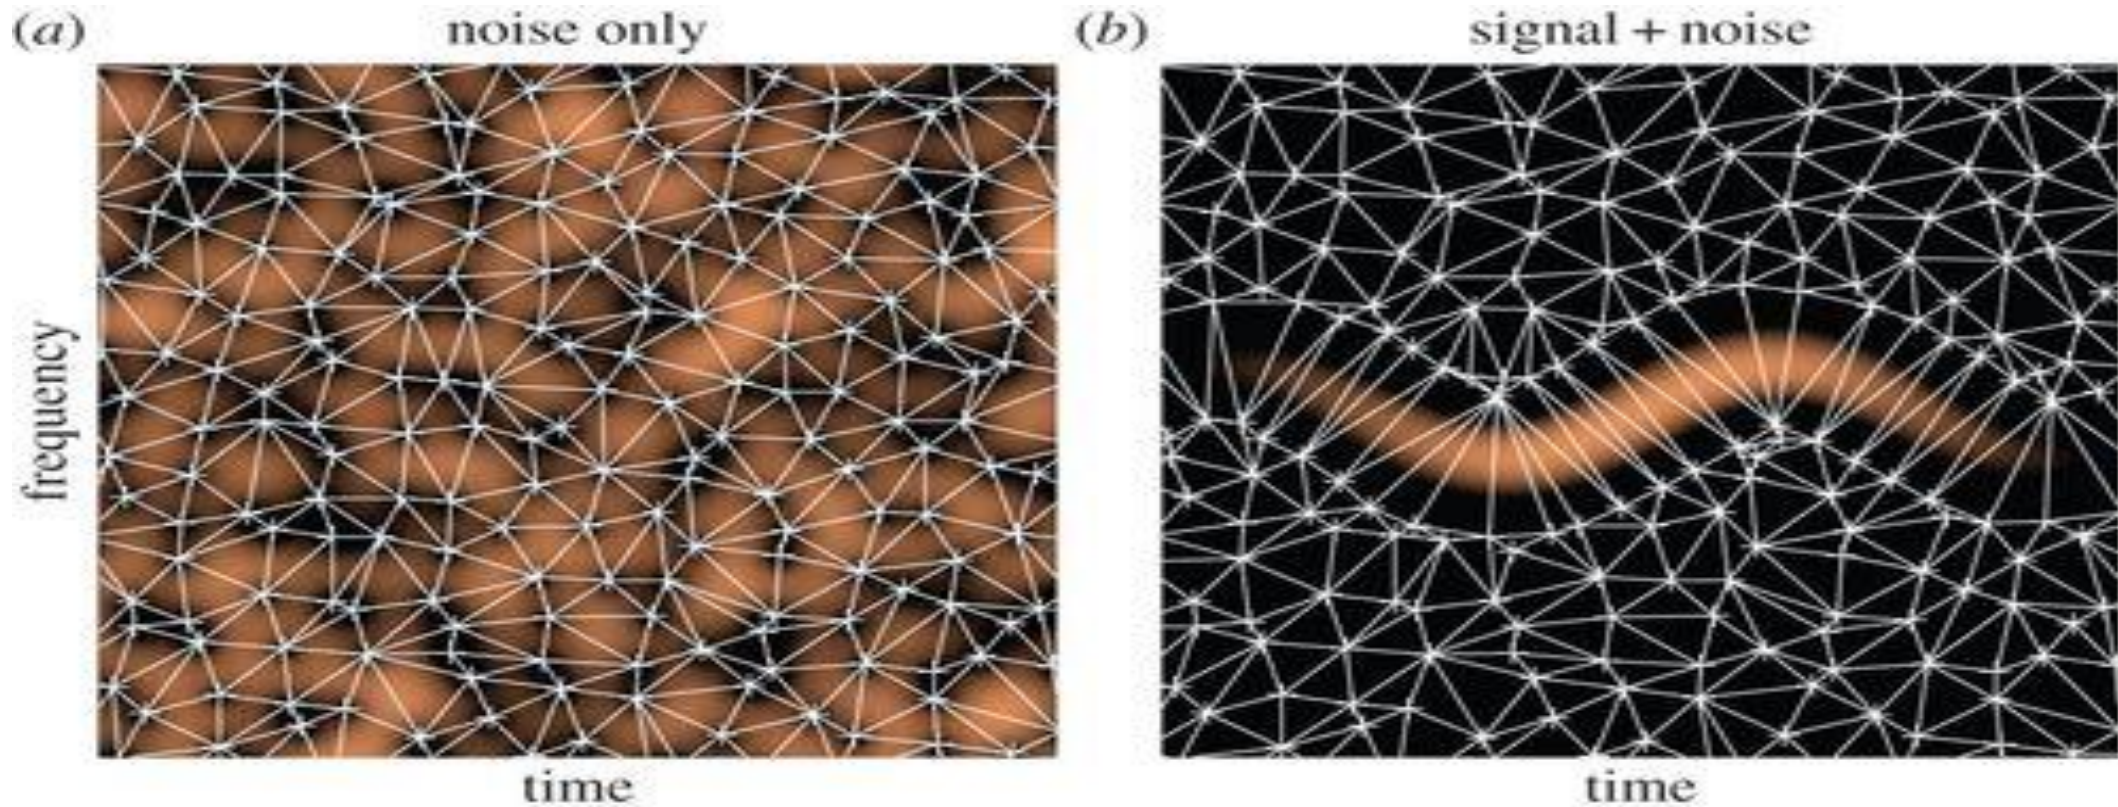 (a) noise only
(b) signal + noise
frequency
time
time